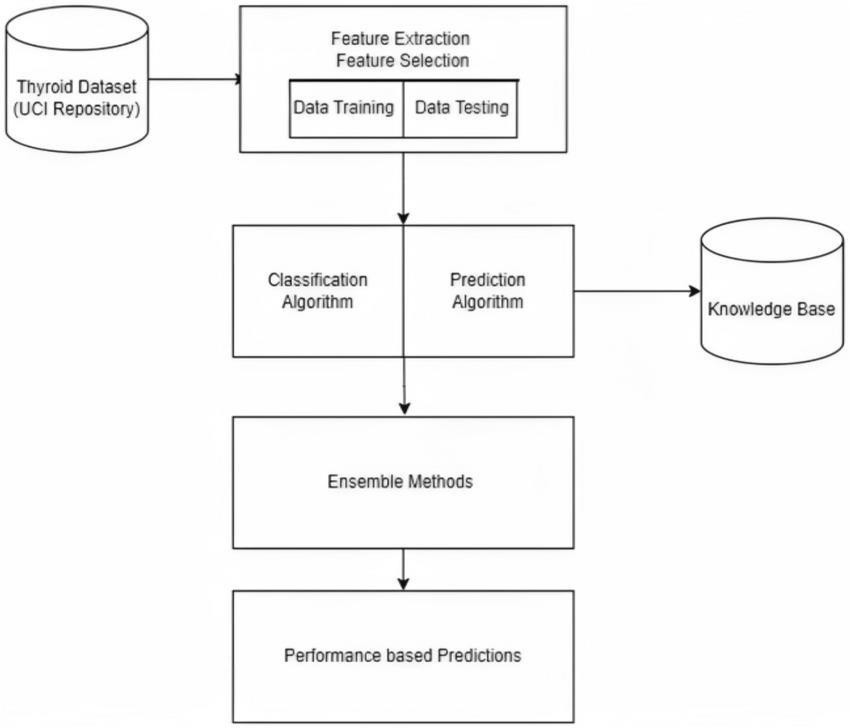 Thyroid Dataset
(UCI Repository)
Feature Extraction
Feature Selection
Data Training
Data Testing
Classification
Algorithm
Prediction
Algorithm
Knowledge Base
Ensemble Methods
Performance based Predictions